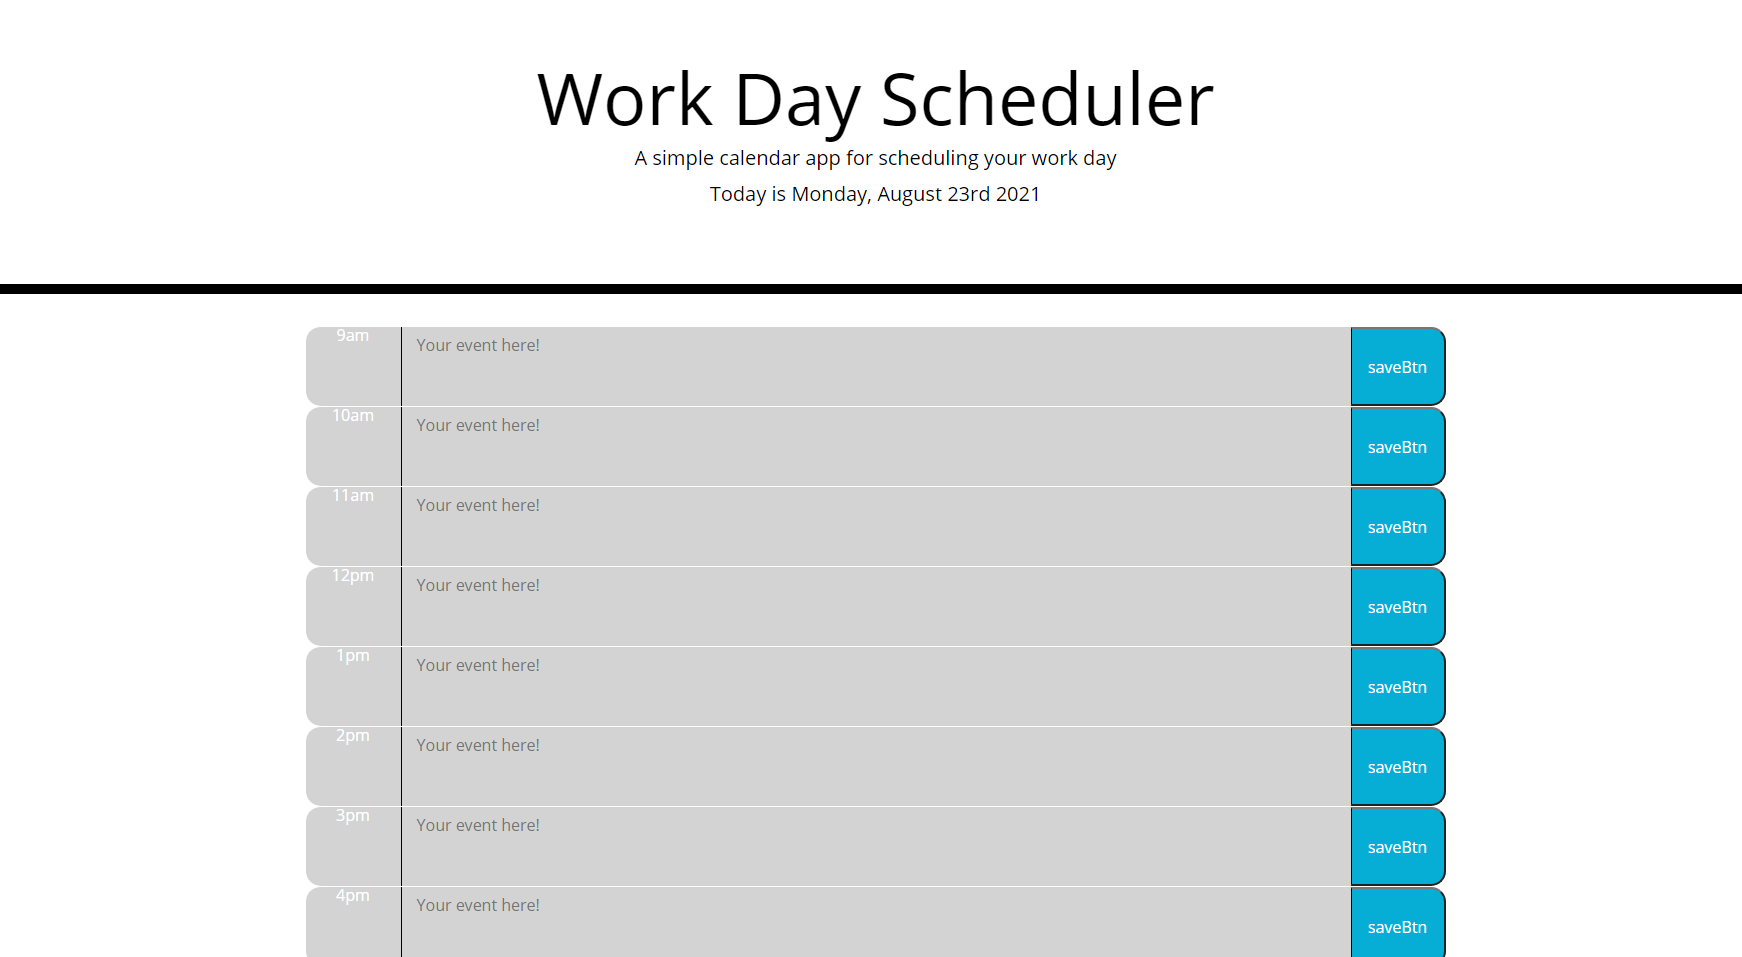 Work Day Scheduler
A simple calendar app for scheduling your work day
Today is Monday, August 23rd 2021
9am Your event here! saveBtn
10am Your event here! saveBtn
11am Your event here! saveBtn
12pm Your event here! saveBtn
1pm Your event here! saveBtn
2pm Your event here! saveBtn
3pm Your event here! saveBtn
4pm Your event here! saveBtn